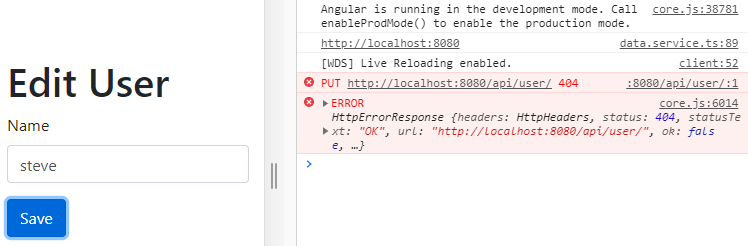 Edit User
Name
steve
Save
Angular is running in the development mode. Call core.js:38781
enableProdMode() to enable the production mode.
http://localhost:8080 data.service.ts:89
[WDS] Live Reloading enabled. client:52
PUT http://localhost:8080/api/user/ 404 :8080/api/user/:1
ERROR core.js:6014
HttpErrorResponse {headers: HttpHeaders, status: 404, statusTe
xt: "OK", url: "http://localhost:8080/api/user/", ok: fals
e, …}